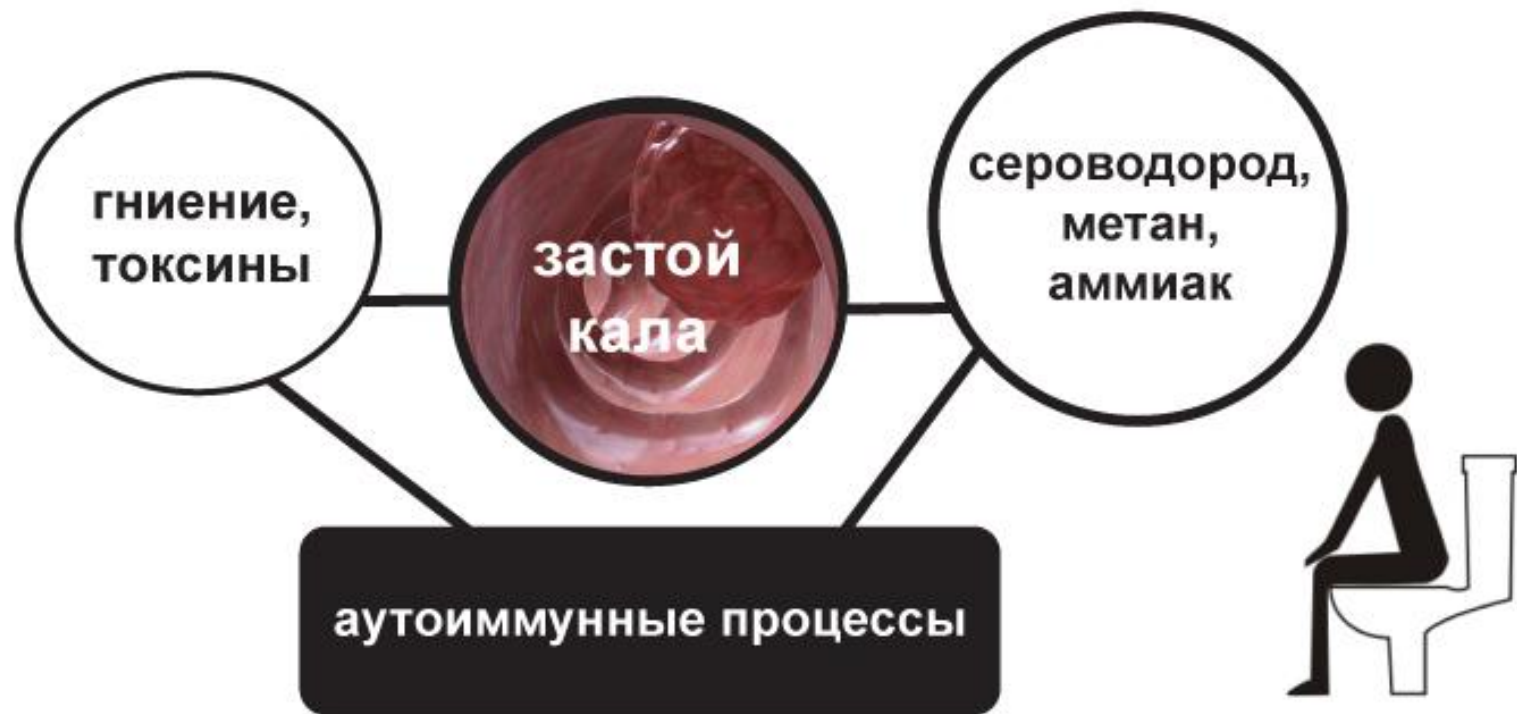 гниение,
токсины
застой
кала
сероводород,
метан,
аммиак
аутоиммунные процессы